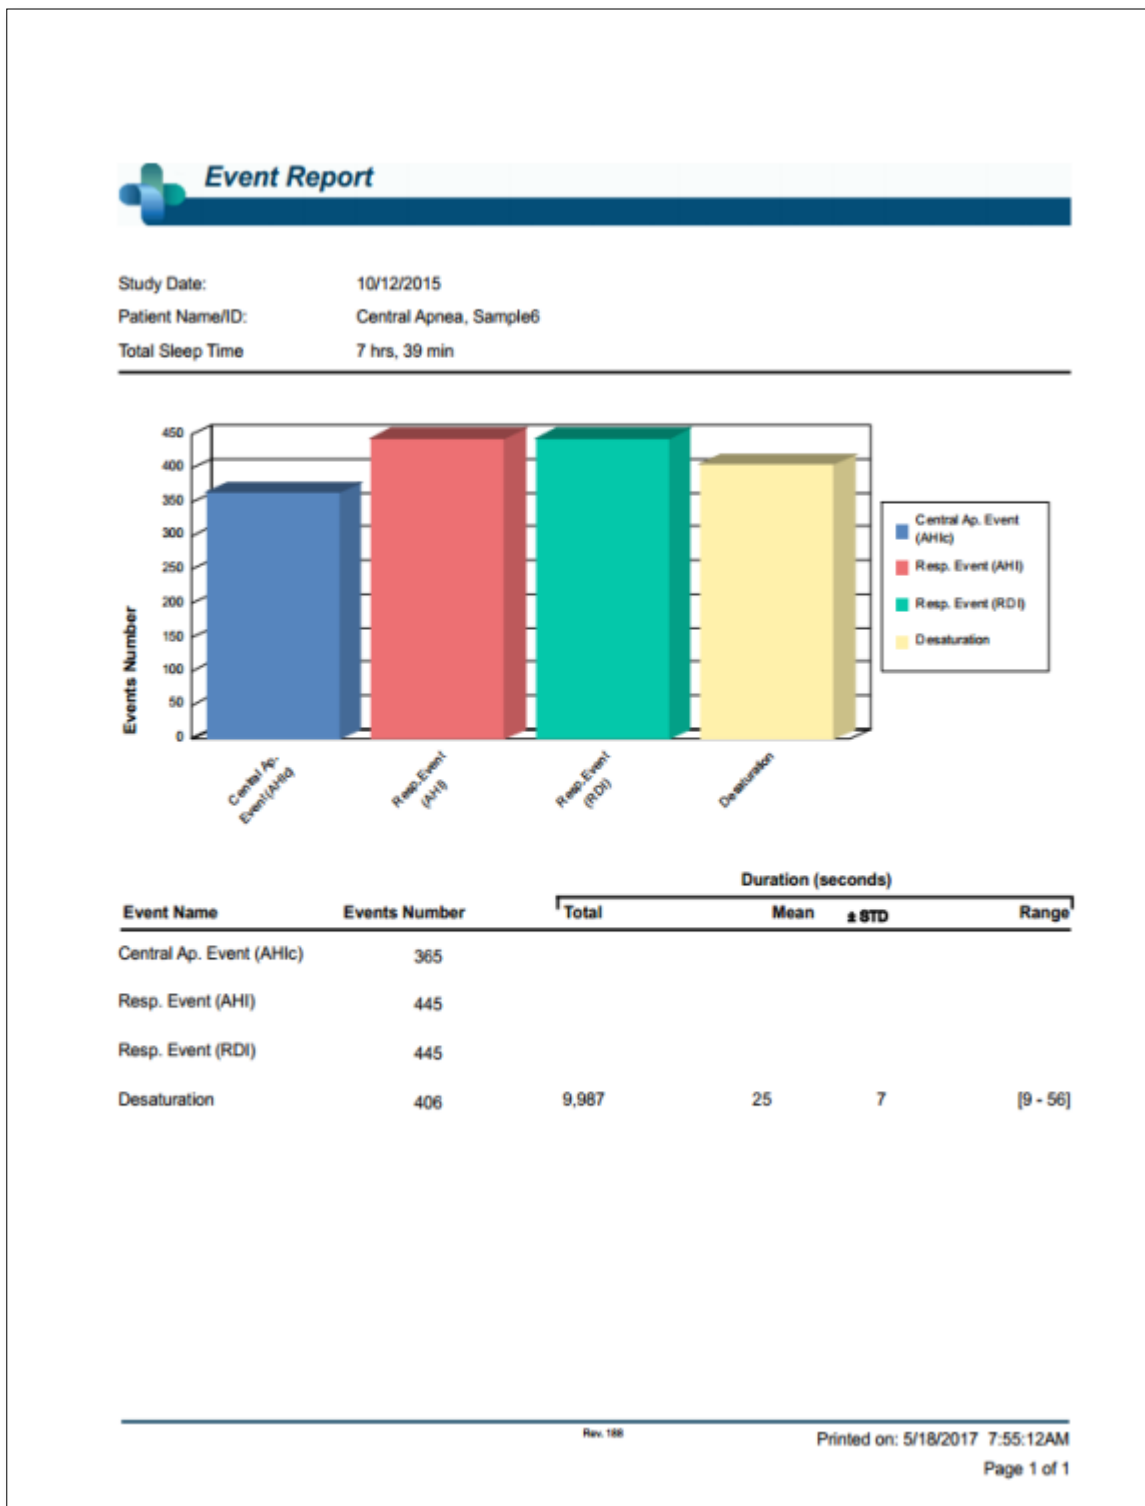 Event Report
Study Date: 10/12/2015
Patient Name/ID: Central Apnea, Sample6
Total Sleep Time 7 hrs, 39 min
450
400
350
300
250
200
150
100
50
0
Events Number
Central Ap.
Event (AHIc)
Resp. Event
(AHI)
Resp. Event
(RDI)
Desaturation
Central Ap. Event
(AHIc)
Resp. Event (AHI)
Resp. Event (RDI)
Desaturation
Duration (seconds)
Event Name Events Number Total Mean ± STD Range
Central Ap. Event (AHIc) 365
Resp. Event (AHI) 445
Resp. Event (RDI) 445
Desaturation 406 9,987 25 7 [9 - 56]
Rev. 188
Printed on: 5/18/2017 7:55:12AM
Page 1 of 1